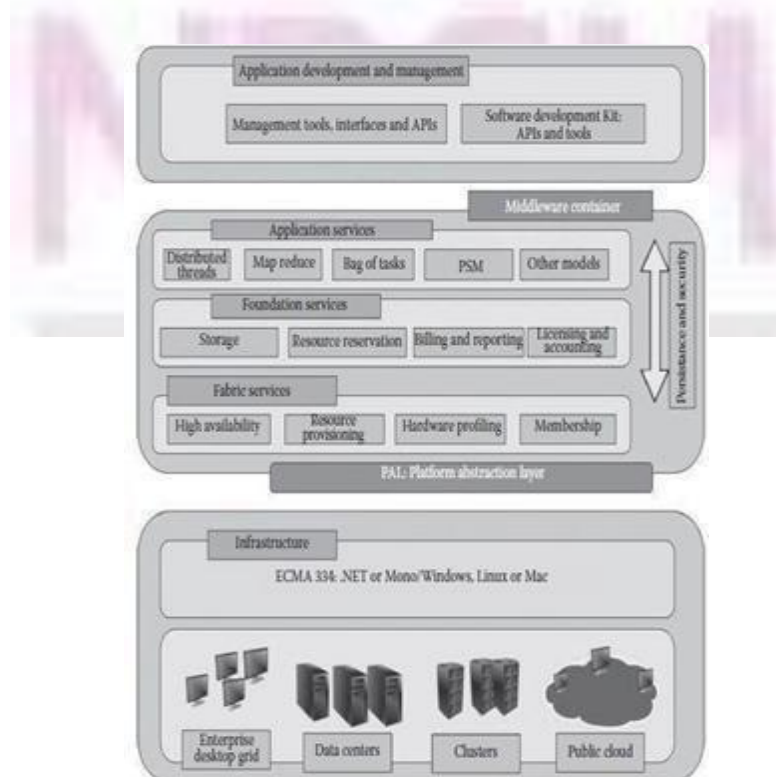 Application development and management
Management tools, interfaces and APIs
Software development Kit:
APIs and tools
Middleware container
Application services
Distributed
threads
Map reduce
Bag of tasks
PSM
Other models
Foundation services
Storage
Resource reservation
Billing and reporting
Licensing and
accounting
Persistance and security
Fabric services
High availability
Resource
provisioning
Hardware profiling
Membership
PAL: Platform abstraction layer
Infrastructure
ECMA 334: .NET or Mono/Windows, Linux or Mac
Enterprise
desktop grid
Data centers
Clusters
Public cloud